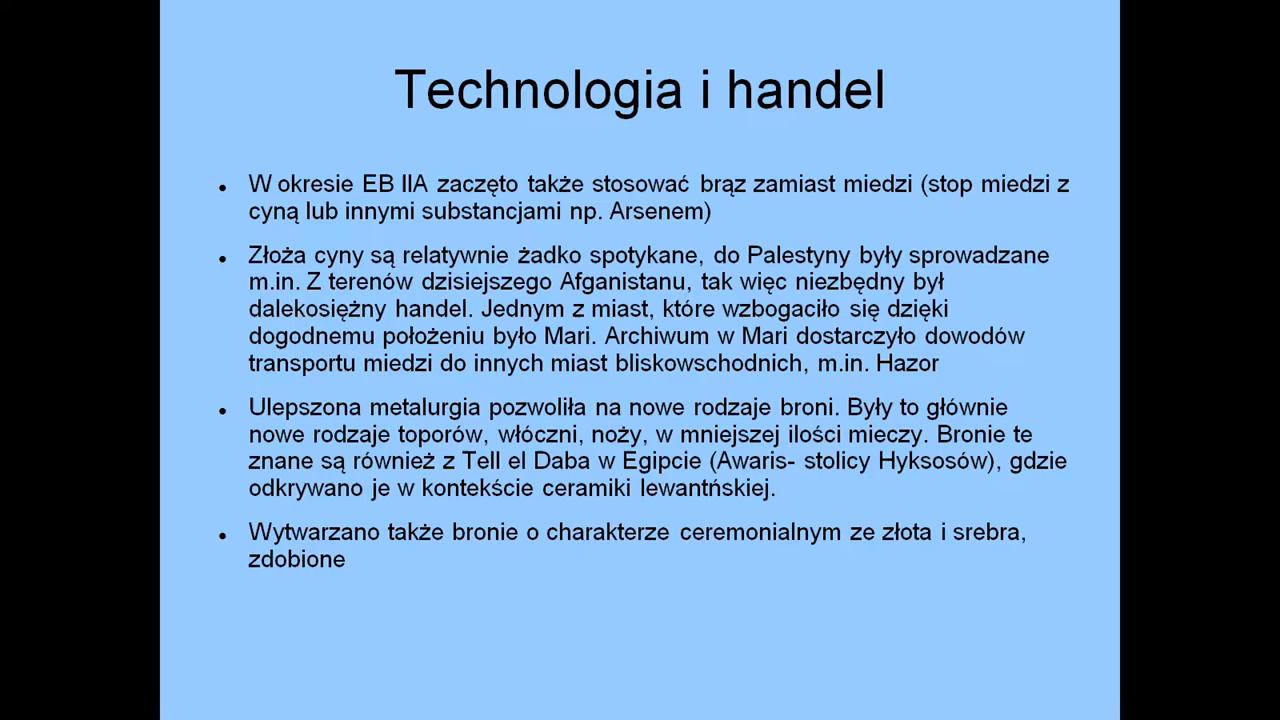 Technologia i handel
W okresie EB IIA zaczęto także stosować brąz zamiast miedzi (stop miedzi z
cyną lub innymi substancjami np. Arsenem)
Złoża cyny są relatywnie żadko spotykane, do Palestyny były sprowadzane
m.in. Z terenów dzisiejszego Afganistanu, tak więc niezbędny był
dalekosiężny handel. Jednym z miast, które wzbogaciło się dzięki
dogodnemu położeniu było Mari. Archiwum w Mari dostarczyło dowodów
transportu miedzi do innych miast bliskowschodnich, m.in. Hazor
Ulepszona metalurgia pozwoliła na nowe rodzaje broni. Były to głównie
nowe rodzaje toporów, włóczni, noży, w mniejszej ilości mieczy. Bronie te
znane są również z Tell el Daba w Egipcie (Awaris- stolicy Hyksosów), gdzie
odkrywano je w kontekście ceramiki lewantńskiej.
Wytwarzano także bronie o charakterze ceremonialnym ze złota i srebra,
zdobione